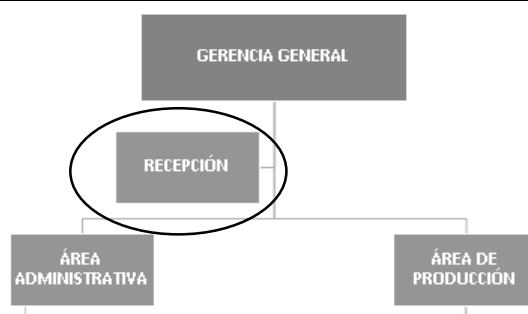 GERENCIA GENERAL
RECEPCIÓN
ÁREA
ADMINISTRATIVA
ÁREA DE
PRODUCCIÓN